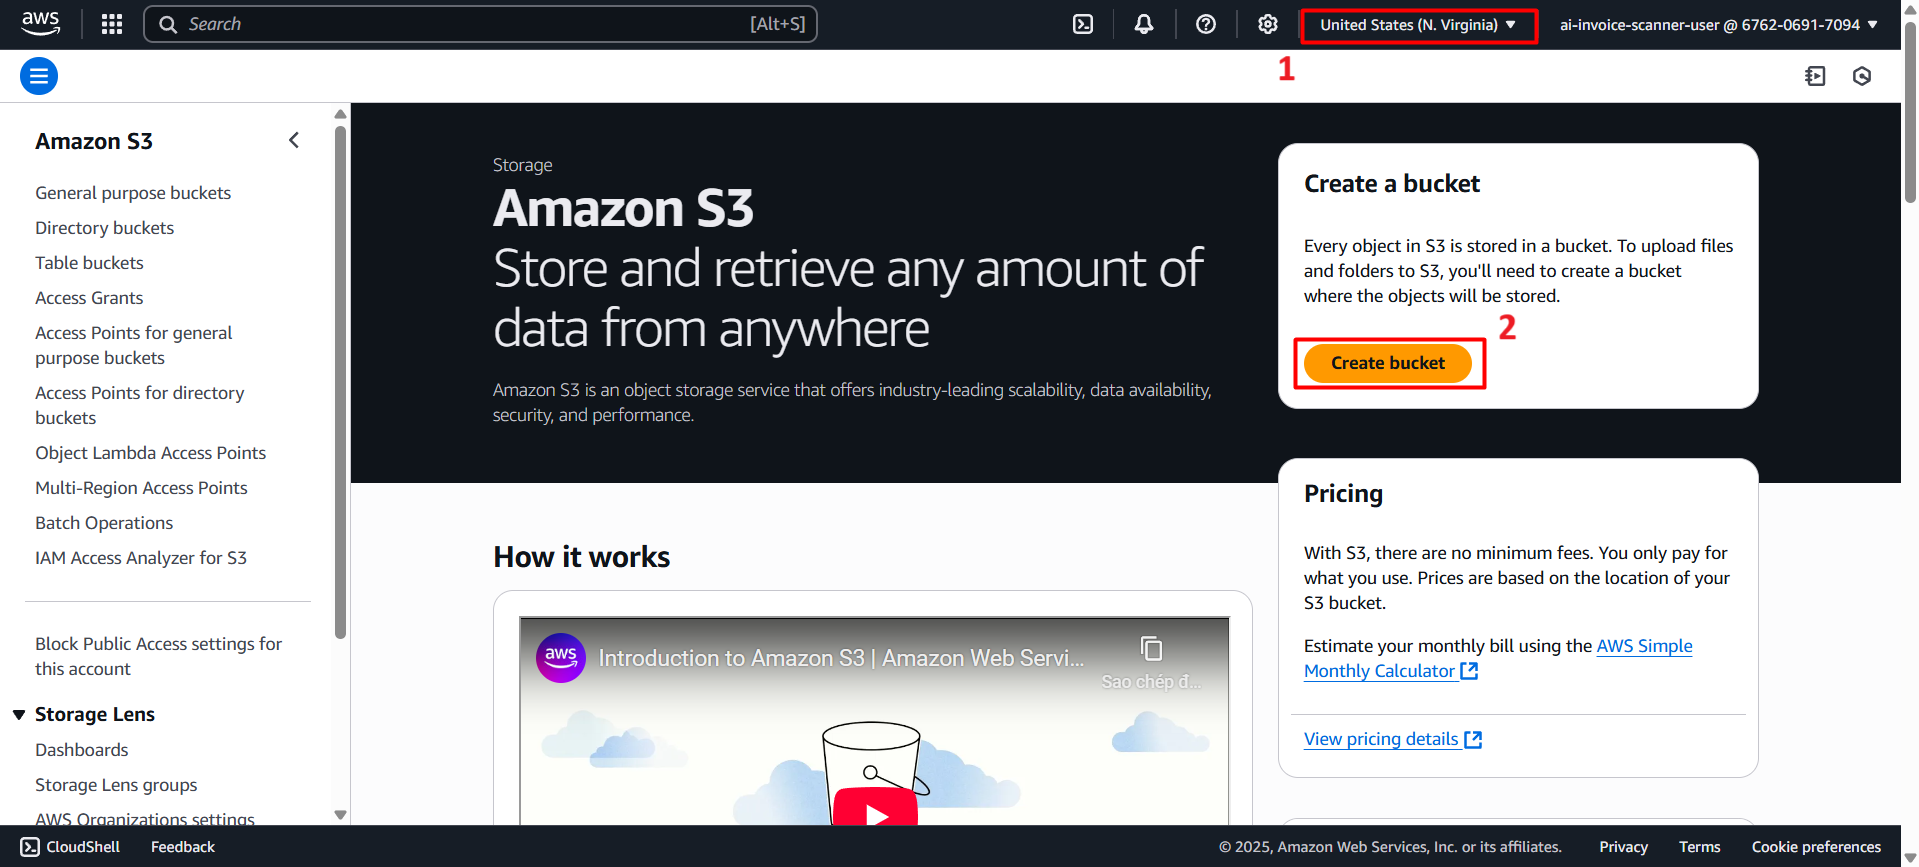 aws
Search
[Alt+S]
United States (N. Virginia)
ai-invoice-scanner-user @ 6762-0691-7094
1
Amazon S3
General purpose buckets
Directory buckets
Table buckets
Access Grants
Access Points for general
purpose buckets
Access Points for directory
buckets
Object Lambda Access Points
Multi-Region Access Points
Batch Operations
IAM Access Analyzer for S3
Block Public Access settings for
this account
Storage Lens
Dashboards
Storage Lens groups
AWS Organizations settings
Storage
Amazon S3
Store and retrieve any amount of
data from anywhere
Amazon S3 is an object storage service that offers industry-leading scalability, data availability,
security, and performance.
Create a bucket
Every object in S3 is stored in a bucket. To upload files
and folders to S3, you'll need to create a bucket
where the objects will be stored.
2
Create bucket
How it works
aws
Introduction to Amazon S3 | Amazon Web Servi...
Sao chép đ...
Pricing
With S3, there are no minimum fees. You only pay for
what you use. Prices are based on the location of your
S3 bucket.
Estimate your monthly bill using the AWS Simple
Monthly Calculator
View pricing details
CloudShell
Feedback
© 2025, Amazon Web Services, Inc. or its affiliates.
Privacy
Terms
Cookie preferences